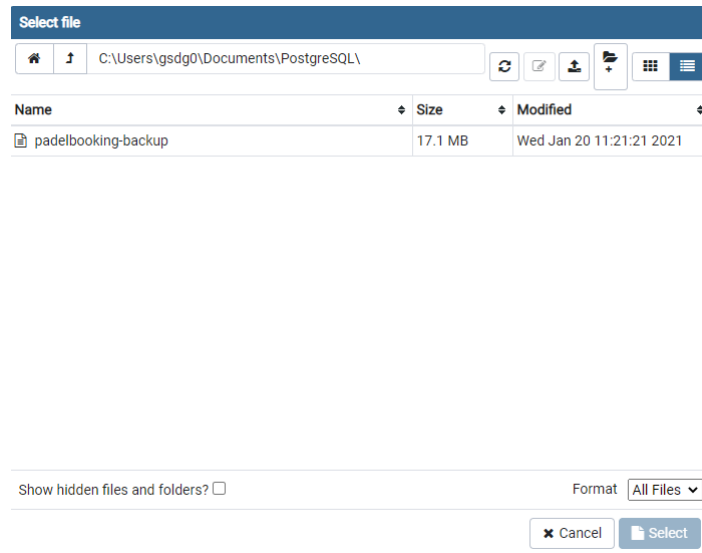 Select file
C:\Users\gsdg0\Documents\PostgreSQL\
Name Size Modified
padelbooking-backup 17.1 MB Wed Jan 20 11:21:21 2021
Show hidden files and folders? Format All Files
Cancel Select